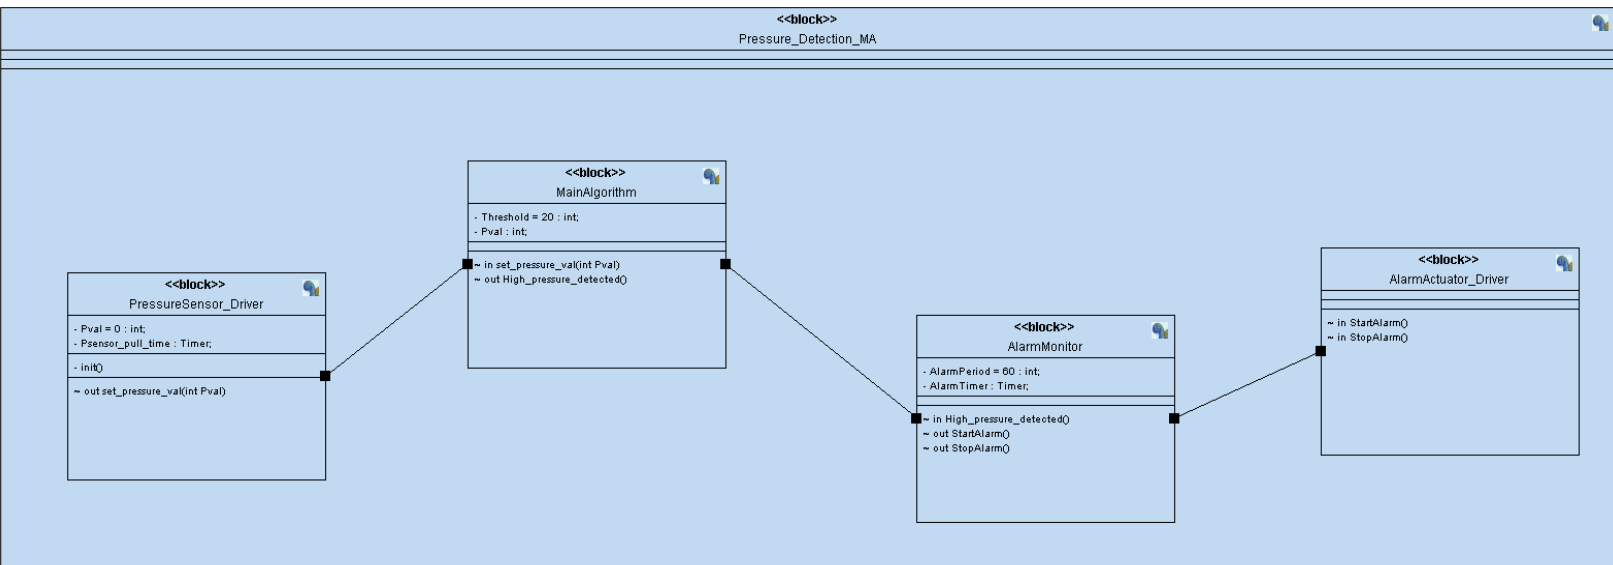 <<block>>
Pressure_Detection_MA
<<block>>
MainAlgorithm
- Threshold = 20 : int;
- Pval : int;
~ in set_pressure_val(int Pval)
~ out High_pressure_detected()
<<block>>
PressureSensor_Driver
- Pval = 0 : int;
- Psensor_pull_time : Timer;
- init()
~ out set_pressure_val(int Pval)
<<block>>
AlarmMonitor
- AlarmPeriod = 60 : int;
- AlarmTimer : Timer;
~ in High_pressure_detected()
~ out StartAlarm()
~ out StopAlarm()
<<block>>
AlarmActuator_Driver
~ in StartAlarm()
~ in StopAlarm()